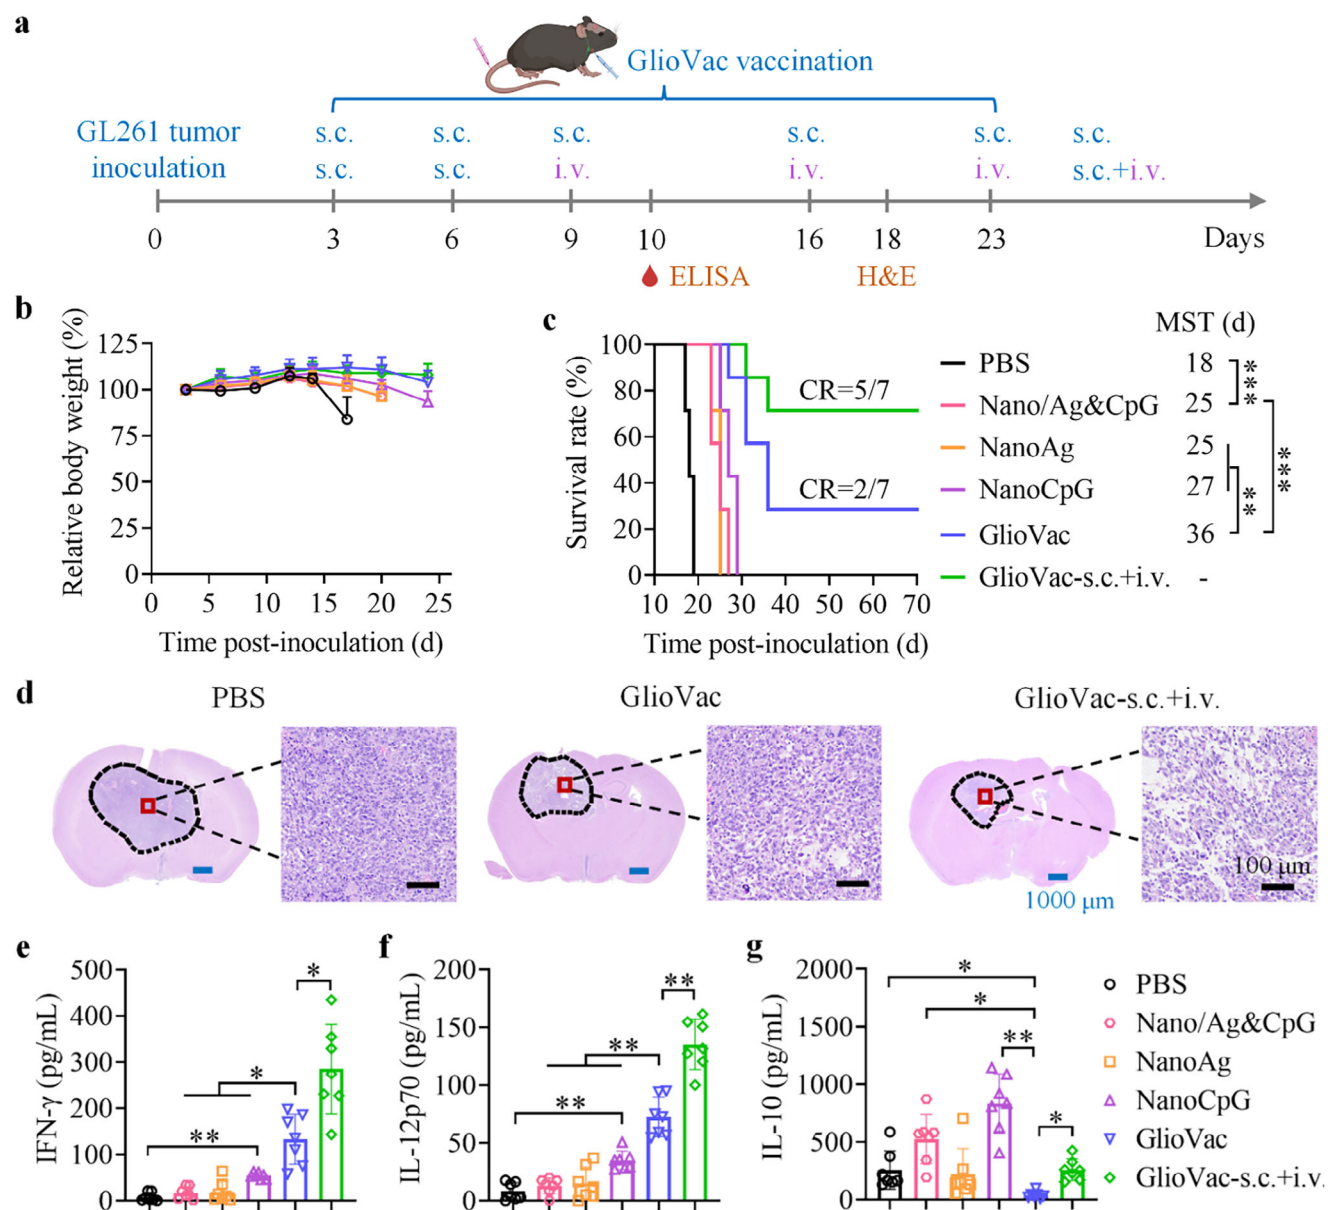 a
GlioVac vaccination
GL261 tumor
inoculation
s.c. s.c. s.c. s.c. s.c. s.c.
s.c. s.c. i.v. i.v. i.v. s.c.+i.v.
0 3 6 9 10 16 18 23 Days
ELISA H&E
b
Relative body weight (%)
125
100
75
50
25
0
0 5 10 15 20 25
Time post-inoculation (d)
c
Survival rate (%)
100
80
60
40
20
0
10 20 30 40 50 60 70
Time post-inoculation (d)
CR=5/7
CR=2/7
MST (d)
PBS 18
Nano/Ag&CpG 25
NanoAg 25
NanoCpG 27
GlioVac 36
GlioVac-s.c.+i.v. -
***
***
**
d
PBS GlioVac GlioVac-s.c.+i.v.
100 μm
1000 μm
e
IFN-γ (pg/mL)
500
400
300
200
100
0
**
*
*
f
IL-12p70 (pg/mL)
200
150
100
50
0
**
**
**
g
IL-10 (pg/mL)
2000
1500
1000
500
0
*
*
**
*
PBS
Nano/Ag&CpG
NanoAg
NanoCpG
GlioVac
GlioVac-s.c.+i.v.